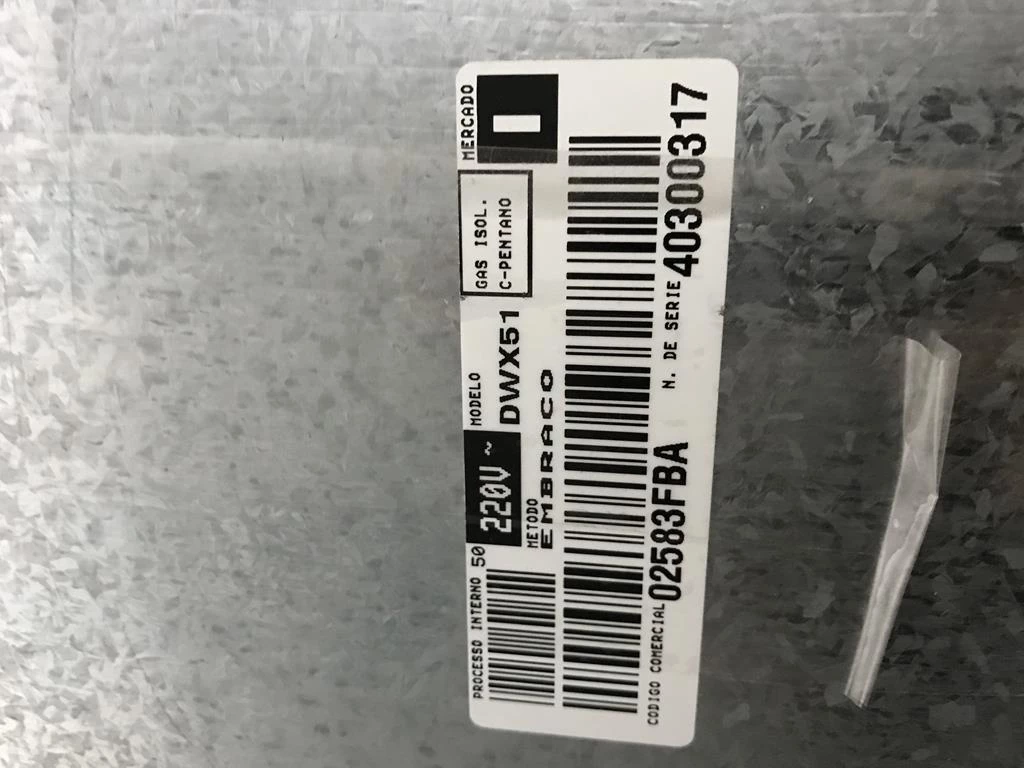 PROCESSO INTERNO 50
220V ~
MODELO
DWX51
GAS ISOL.
C-PENTANO
MERCADO
I
METODO
EMBRACO
CODIGO COMERCIAL 02583FBA
N. DE SERIE 40300317